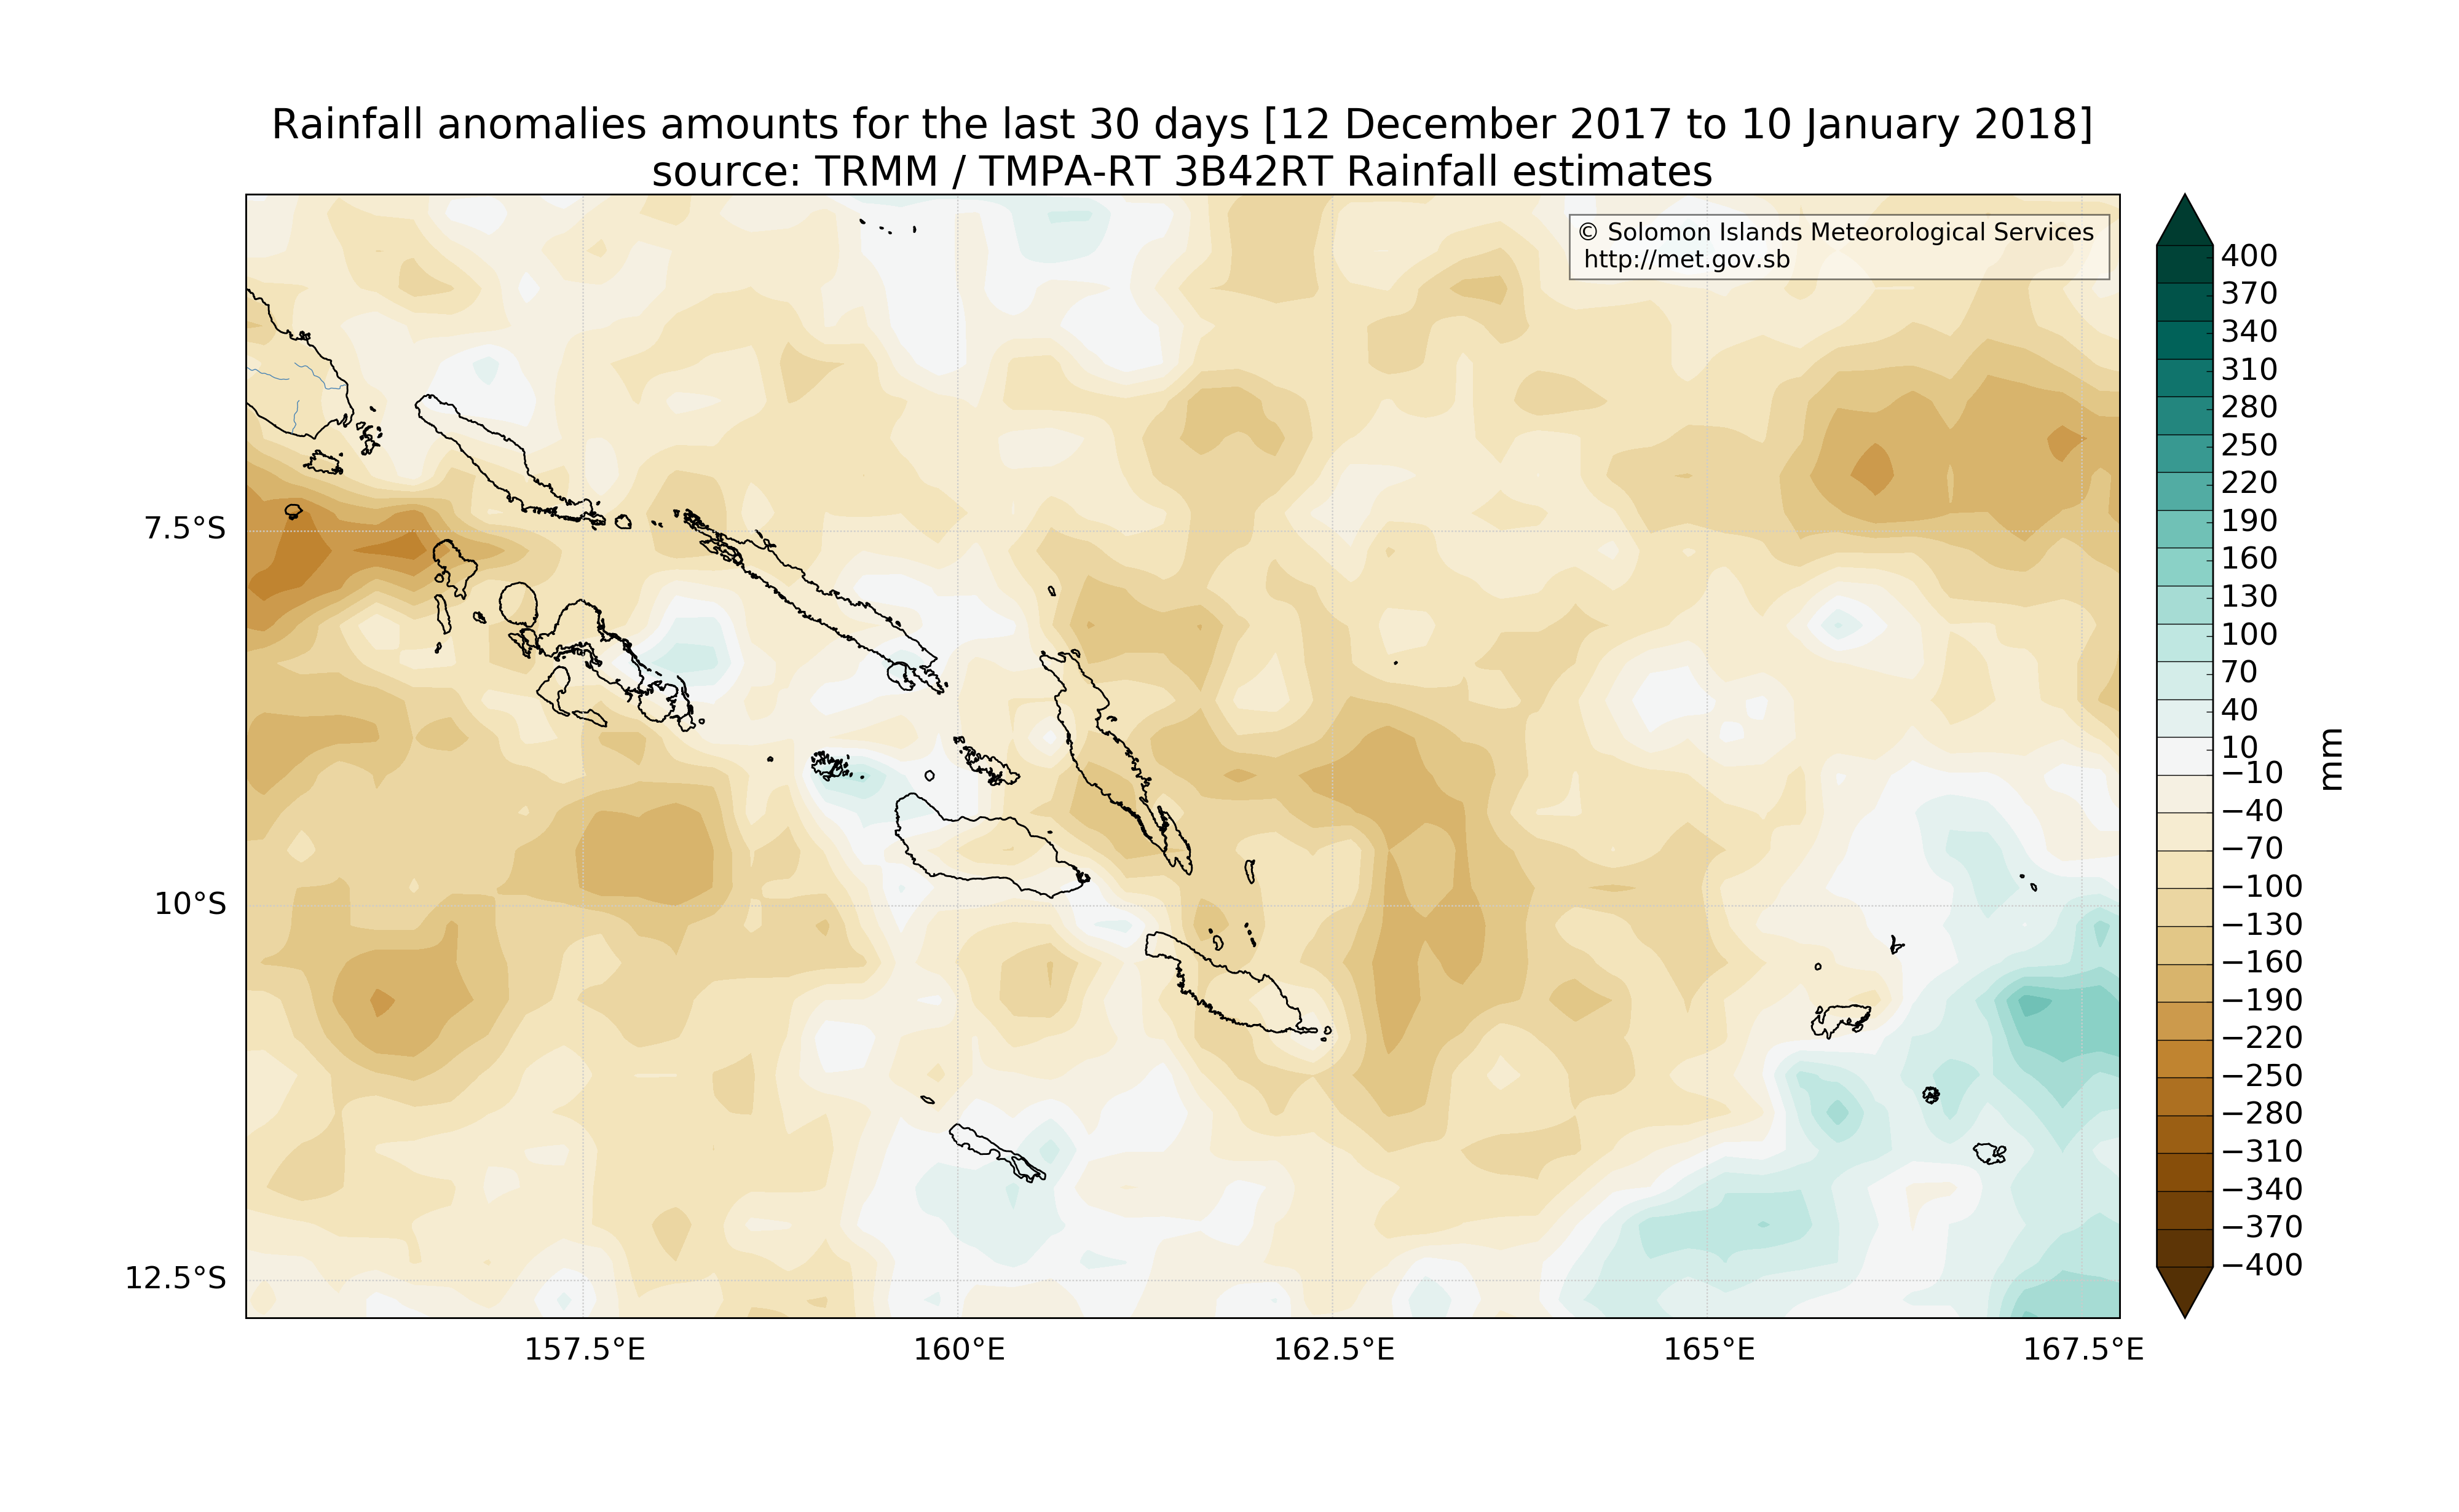 Rainfall anomalies amounts for the last 30 days [12 December 2017 to 10 January 2018]
source: TRMM / TMPA-RT 3B42RT Rainfall estimates
© Solomon Islands Meteorological Services
http://met.gov.sb
7.5°S
10°S
12.5°S
157.5°E
160°E
162.5°E
165°E
167.5°E
400
370
340
310
280
250
220
190
160
130
100
70
40
10
−10
−40
−70
−100
−130
−160
−190
−220
−250
−280
−310
−340
−370
−400
mm